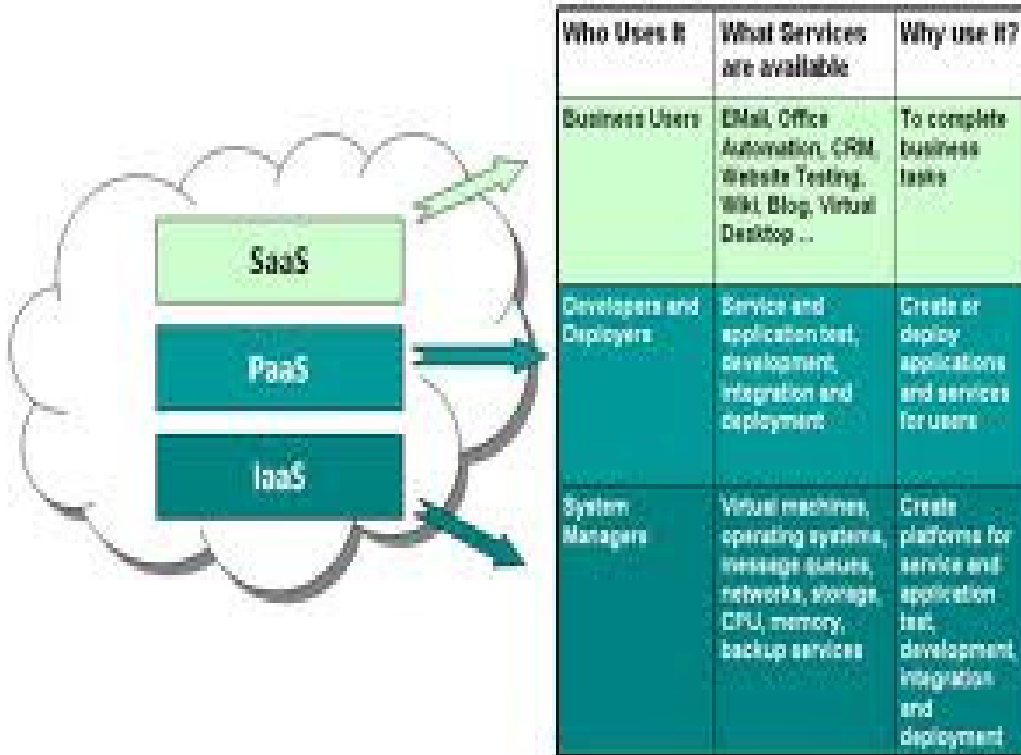 SaaS
PaaS
IaaS
Who Uses It
What Services
are available
Why use it?
Business Users
EMail, Office
Automation, CRM,
Website Testing,
Wiki, Blog, Virtual
Desktop ...
To complete
business
tasks
Developers and
Deployers
Service and
application test,
development,
integration and
deployment
Create or
deploy
applications
and services
for users
System
Managers
Virtual machines,
operating systems,
message queues,
networks, storage,
CPU, memory,
backup services
Create
platforms for
service and
application
test,
development,
integration
and
deployment